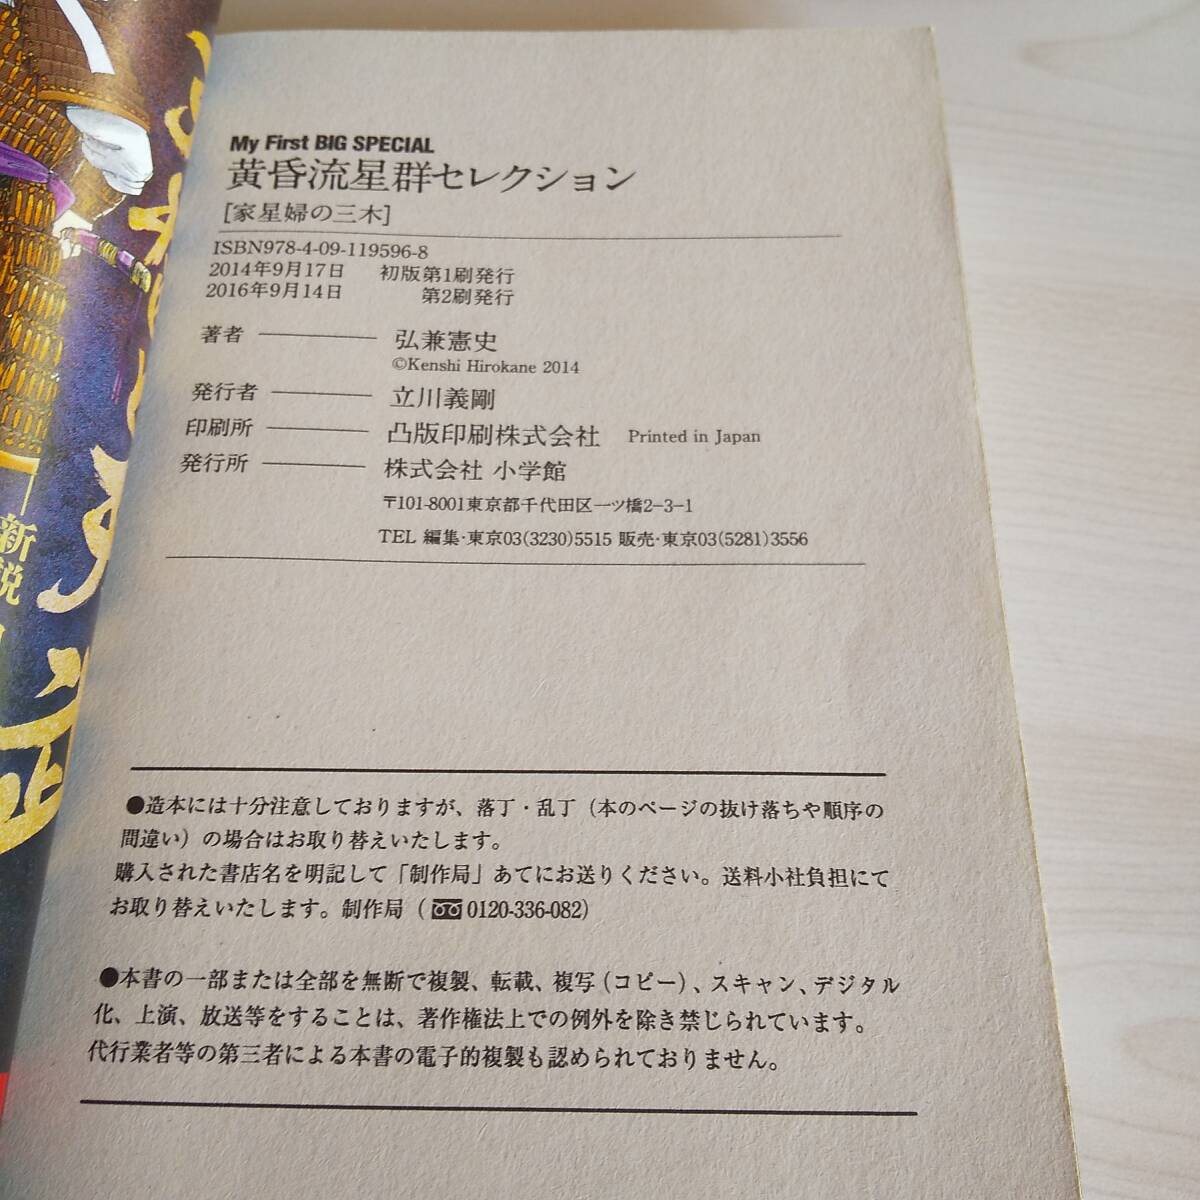 My First BIG SPECIAL
黄昏流星群セレクション
[家星婦の三木]
ISBN978-4-09-119596-8
2014年9月17日 初版第1刷発行
2016年9月14日 第2刷発行
著者 弘兼憲史
©Kenshi Hirokane 2014
発行者 立川義剛
印刷所 凸版印刷株式会社 Printed in Japan
発行所 株式会社 小学館
〒101-8001東京都千代田区一ツ橋2-3-1
TEL 編集・東京03(3230)5515 販売・東京03(5281)3556
●造本には十分注意しておりますが、落丁・乱丁（本のページの抜け落ちや順序の
間違い）の場合はお取り替えいたします。
購入された書店名を明記して「制作局」あてにお送りください。送料小社負担にて
お取り替えいたします。制作局（0120-336-082）
●本書の一部または全部を無断で複製、転載、複写（コピー）、スキャン、デジタル
化、上演、放送等をすることは、著作権法上での例外を除き禁じられています。
代行業者等の第三者による本書の電子的複製も認められておりません。
新説